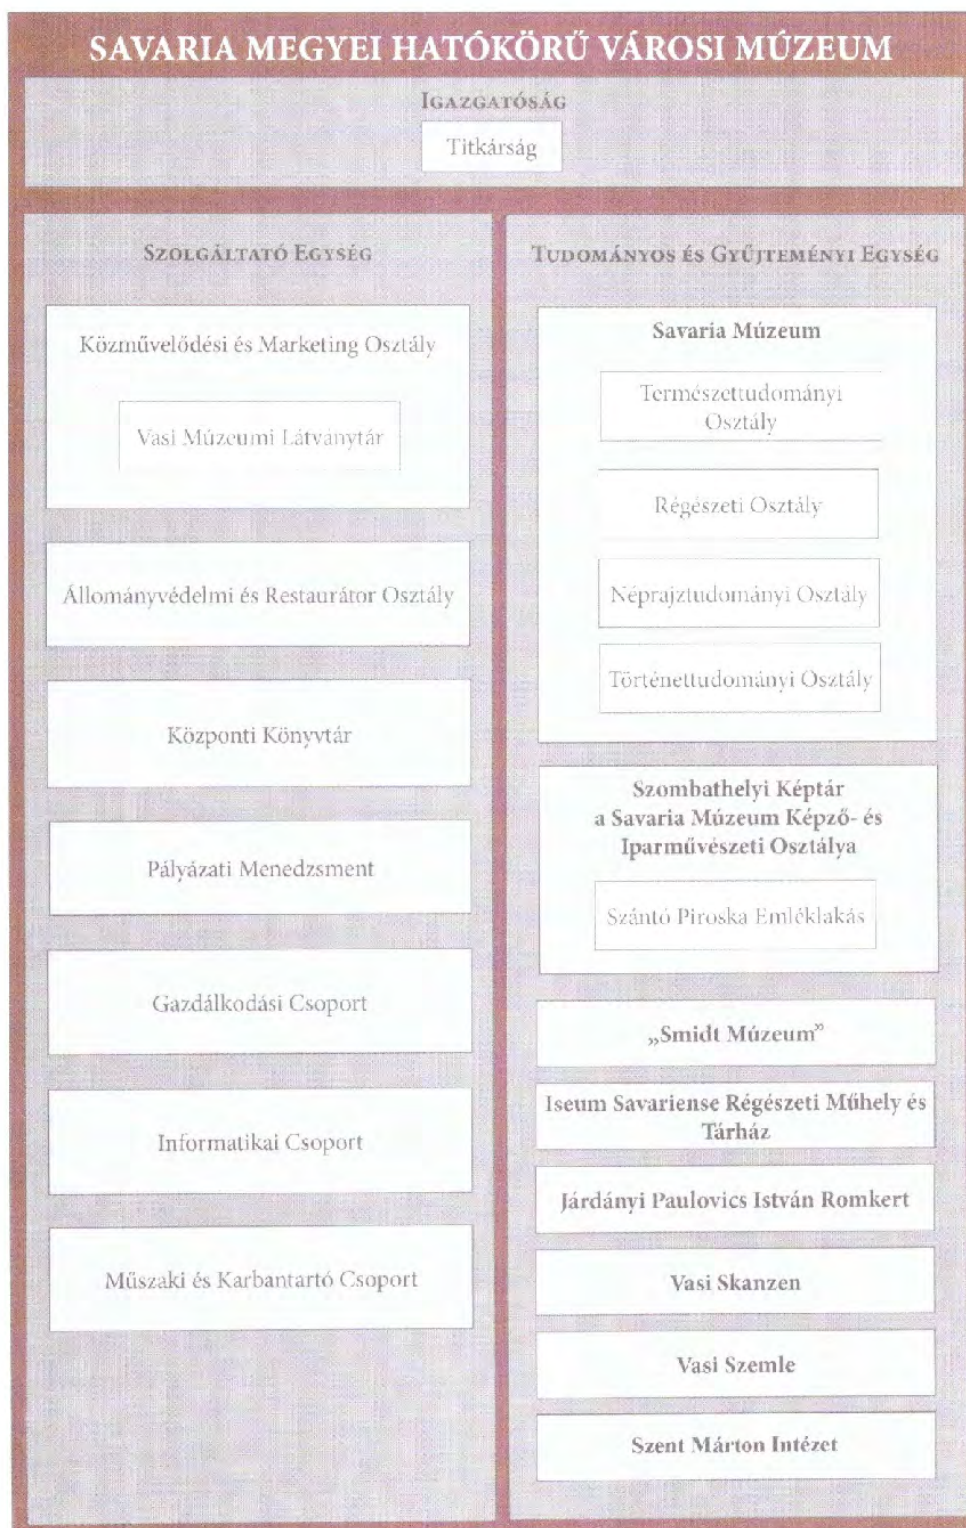 SAVARIA MEGYEI HATÓKÖRŰ VÁROSI MÚZEUM
IGAZGATÓSÁG
Titkárság
SZOLGÁLTATÓ EGYSÉG
Közművelődési és Marketing Osztály
Vasi Múzeumi Látványtár
Állományvédelmi és Restaurátor Osztály
Központi Könyvtár
Pályázati Menedzsment
Gazdálkodási Csoport
Informatikai Csoport
Műszaki és Karbantartó Csoport
TUDOMÁNYOS ÉS GYŰJTEMÉNYI EGYSÉG
Savaria Múzeum
Természettudományi
Osztály
Régészeti Osztály
Néprajztudományi Osztály
Történettudományi Osztály
Szombathelyi Képtár
a Savaria Múzeum Képző- és
Iparművészeti Osztálya
Szántó Piroska Emléklakás
„Smidt Múzeum”
Iseum Savariense Régészeti Műhely és
Tárház
Járdányi Paulovics István Romkert
Vasi Skanzen
Vasi Szemle
Szent Márton Intézet